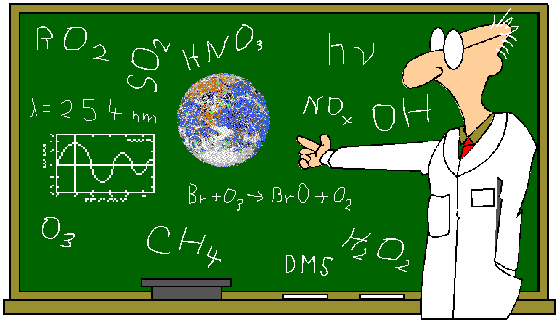 RO₂
SO₂
HNO₃
hν
λ = 254 nm
NOₓ
OH
Br + O₃ → BrO + O₂
O₃
CH₄
DMS
H₂O₂